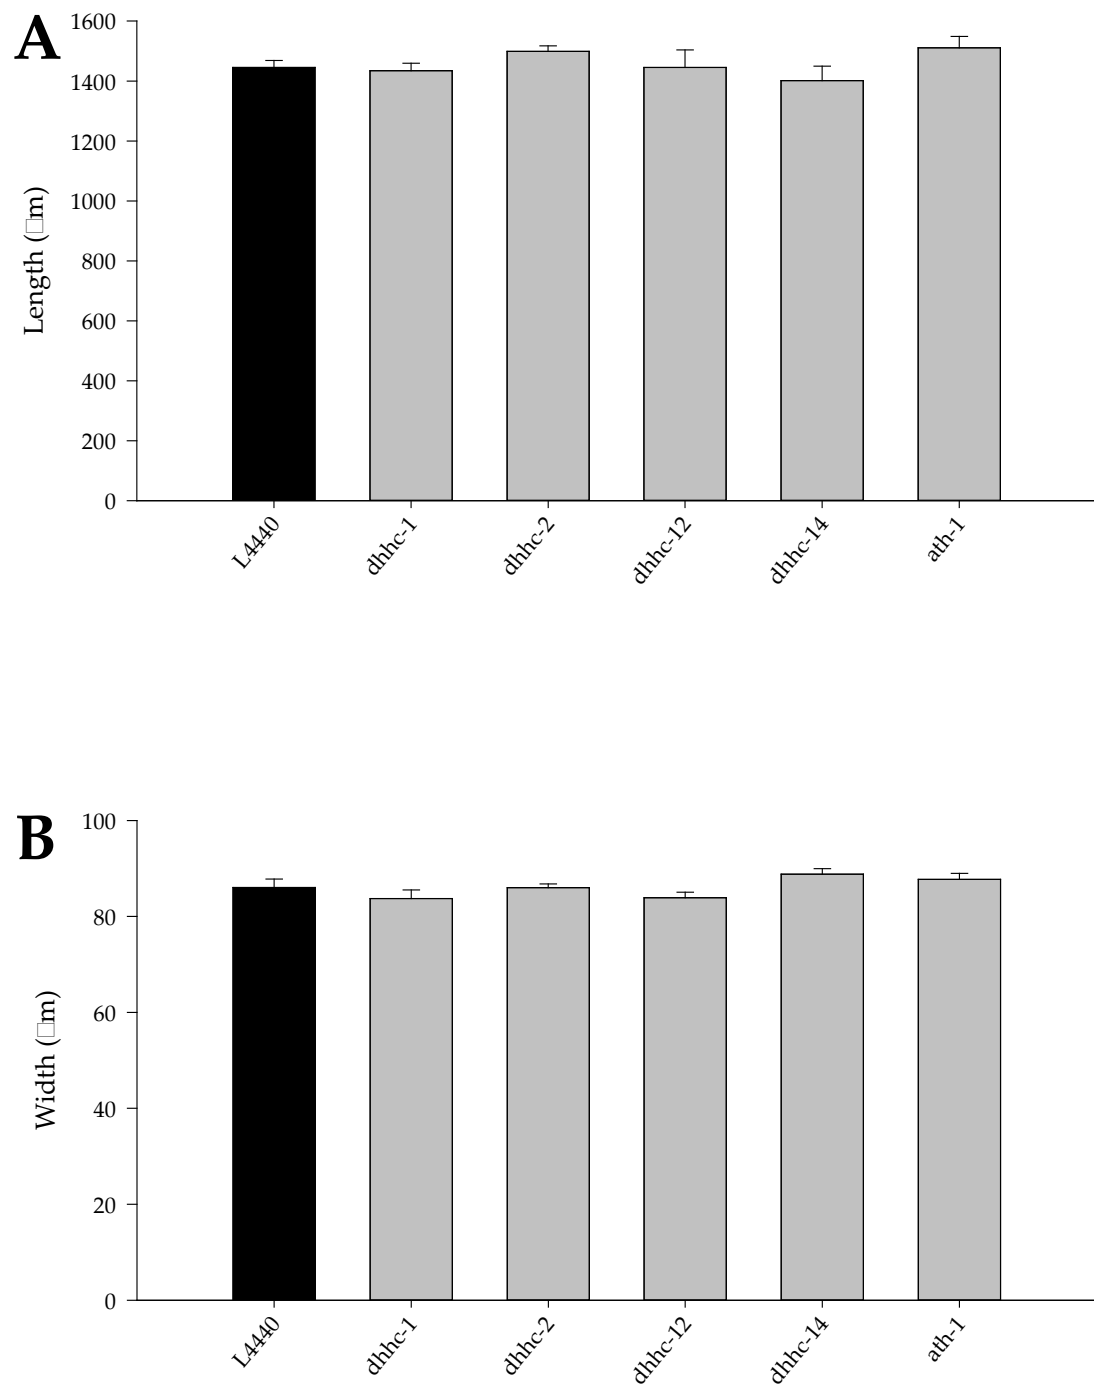 A
1600
1400
1200
1000
800
600
400
200
0
Length (□m)
L4440
dhhc-1
dhhc-2
dhhc-12
dhhc-14
ath-1
B
100
80
60
40
20
0
Width (□m)
L4440
dhhc-1
dhhc-2
dhhc-12
dhhc-14
ath-1